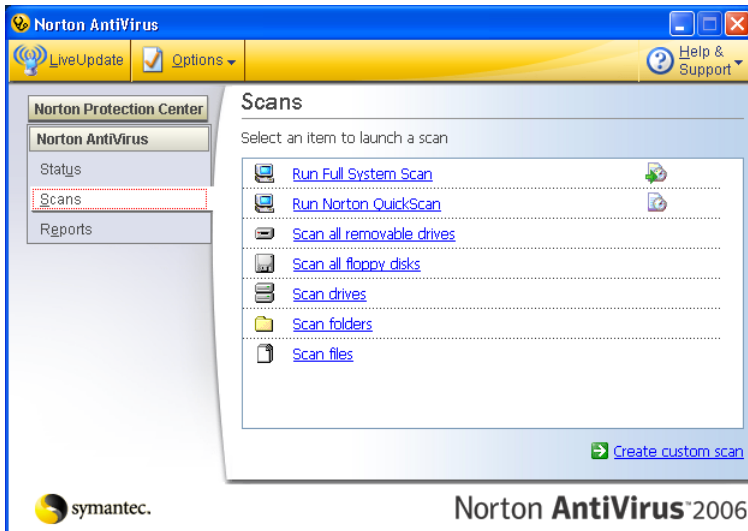 Norton AntiVirus
LiveUpdate
Options
Help &
Support
Norton Protection Center
Norton AntiVirus
Status
Scans
Reports
Scans
Select an item to launch a scan
Run Full System Scan
Run Norton QuickScan
Scan all removable drives
Scan all floppy disks
Scan drives
Scan folders
Scan files
Create custom scan
symantec.
Norton AntiVirus™2006